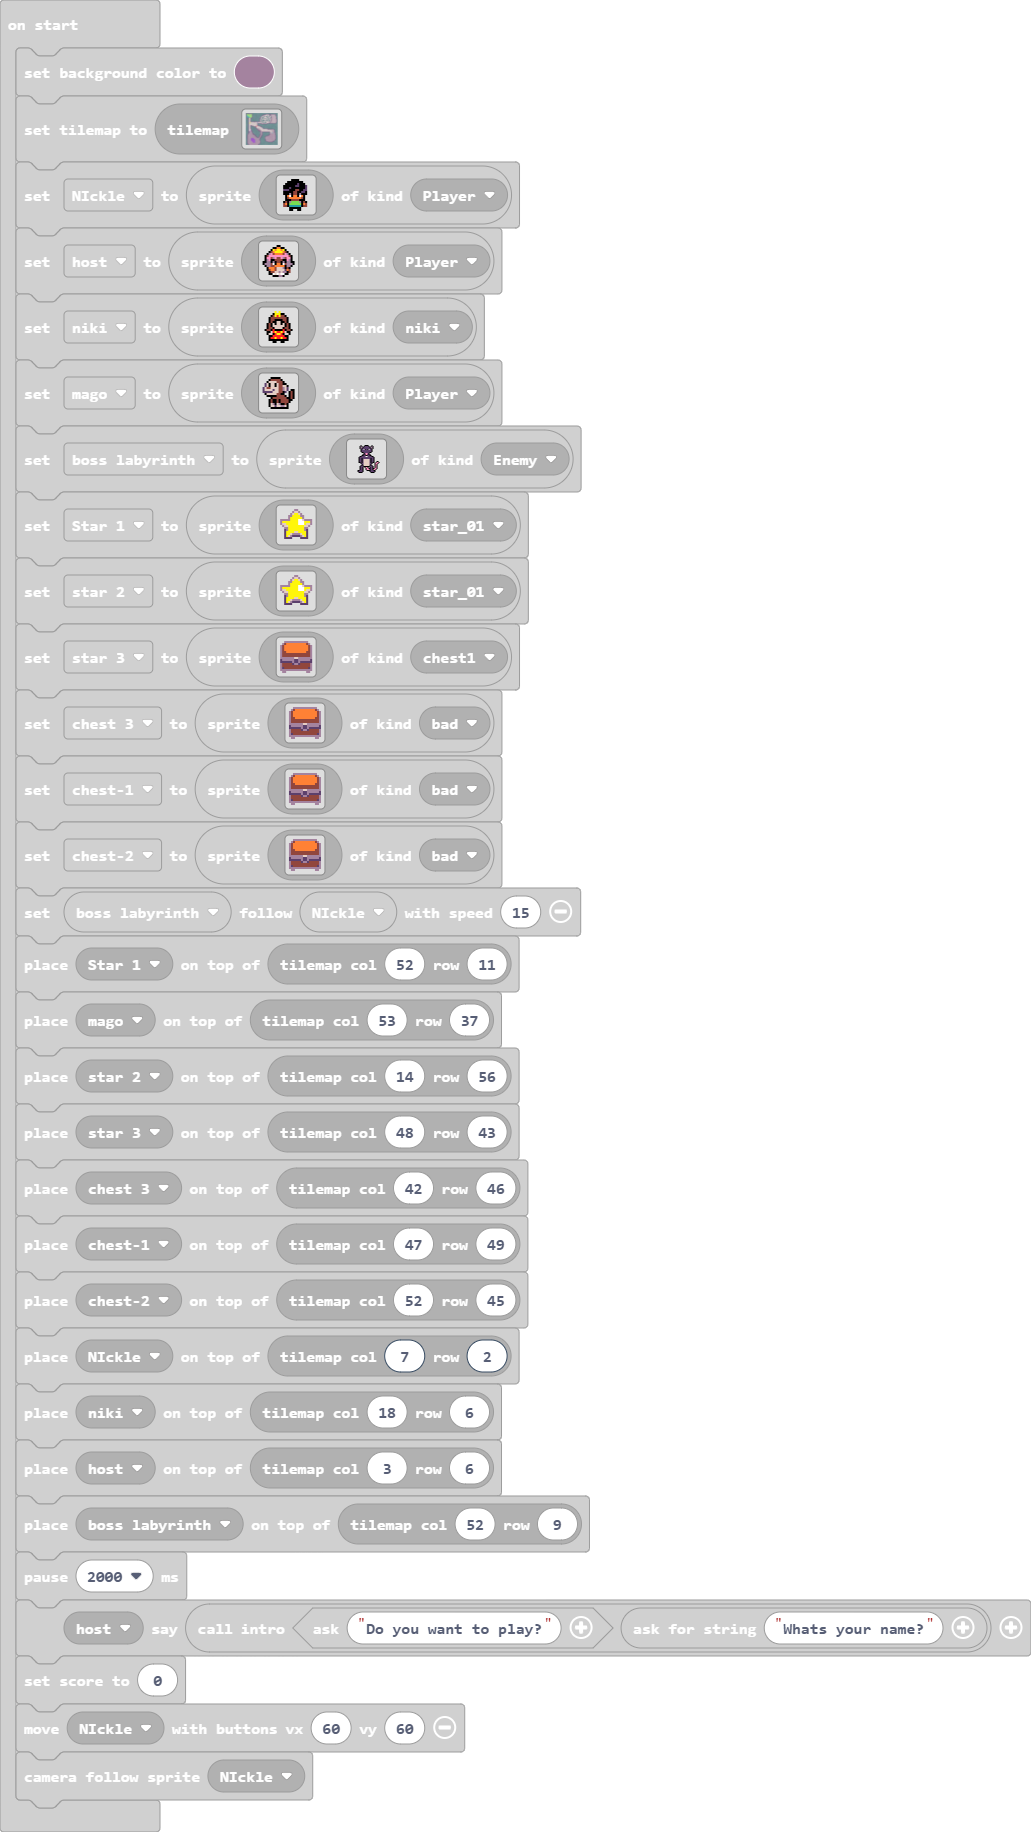 on start
set background color to
set tilemap to tilemap
set NIckle to sprite of kind Player
set host to sprite of kind Player
set niki to sprite of kind niki
set mago to sprite of kind Player
set boss labyrinth to sprite of kind Enemy
set Star 1 to sprite of kind star_01
set star 2 to sprite of kind star_01
set star 3 to sprite of kind chest1
set chest 3 to sprite of kind bad
set chest-1 to sprite of kind bad
set chest-2 to sprite of kind bad
set boss labyrinth follow NIckle with speed 15
place Star 1 on top of tilemap col 52 row 11
place mago on top of tilemap col 53 row 37
place star 2 on top of tilemap col 14 row 56
place star 3 on top of tilemap col 48 row 43
place chest 3 on top of tilemap col 42 row 46
place chest-1 on top of tilemap col 47 row 49
place chest-2 on top of tilemap col 52 row 45
place NIckle on top of tilemap col 7 row 2
place niki on top of tilemap col 18 row 6
place host on top of tilemap col 3 row 6
place boss labyrinth on top of tilemap col 52 row 9
pause 2000 ms
host say call intro ask "Do you want to play?" ask for string "Whats your name?"
set score to 0
move NIckle with buttons vx 60 vy 60
camera follow sprite NIckle